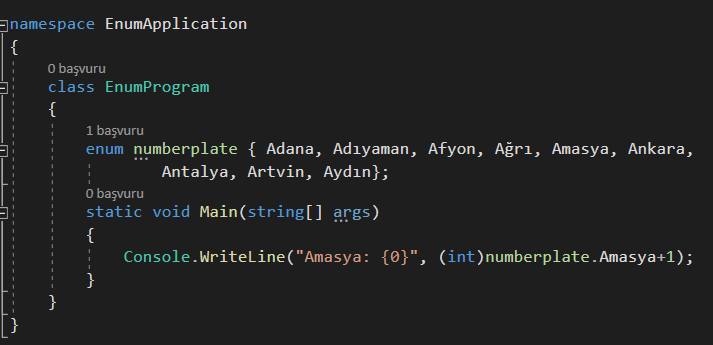 namespace EnumApplication
{
0 başvuru
class EnumProgram
{
1 başvuru
enum numberplate { Adana, Adıyaman, Afyon, Ağrı, Amasya, Ankara,
Antalya, Artvin, Aydın};
0 başvuru
static void Main(string[] args)
{
Console.WriteLine("Amasya: {0}", (int)numberplate.Amasya+1);
}
}
}